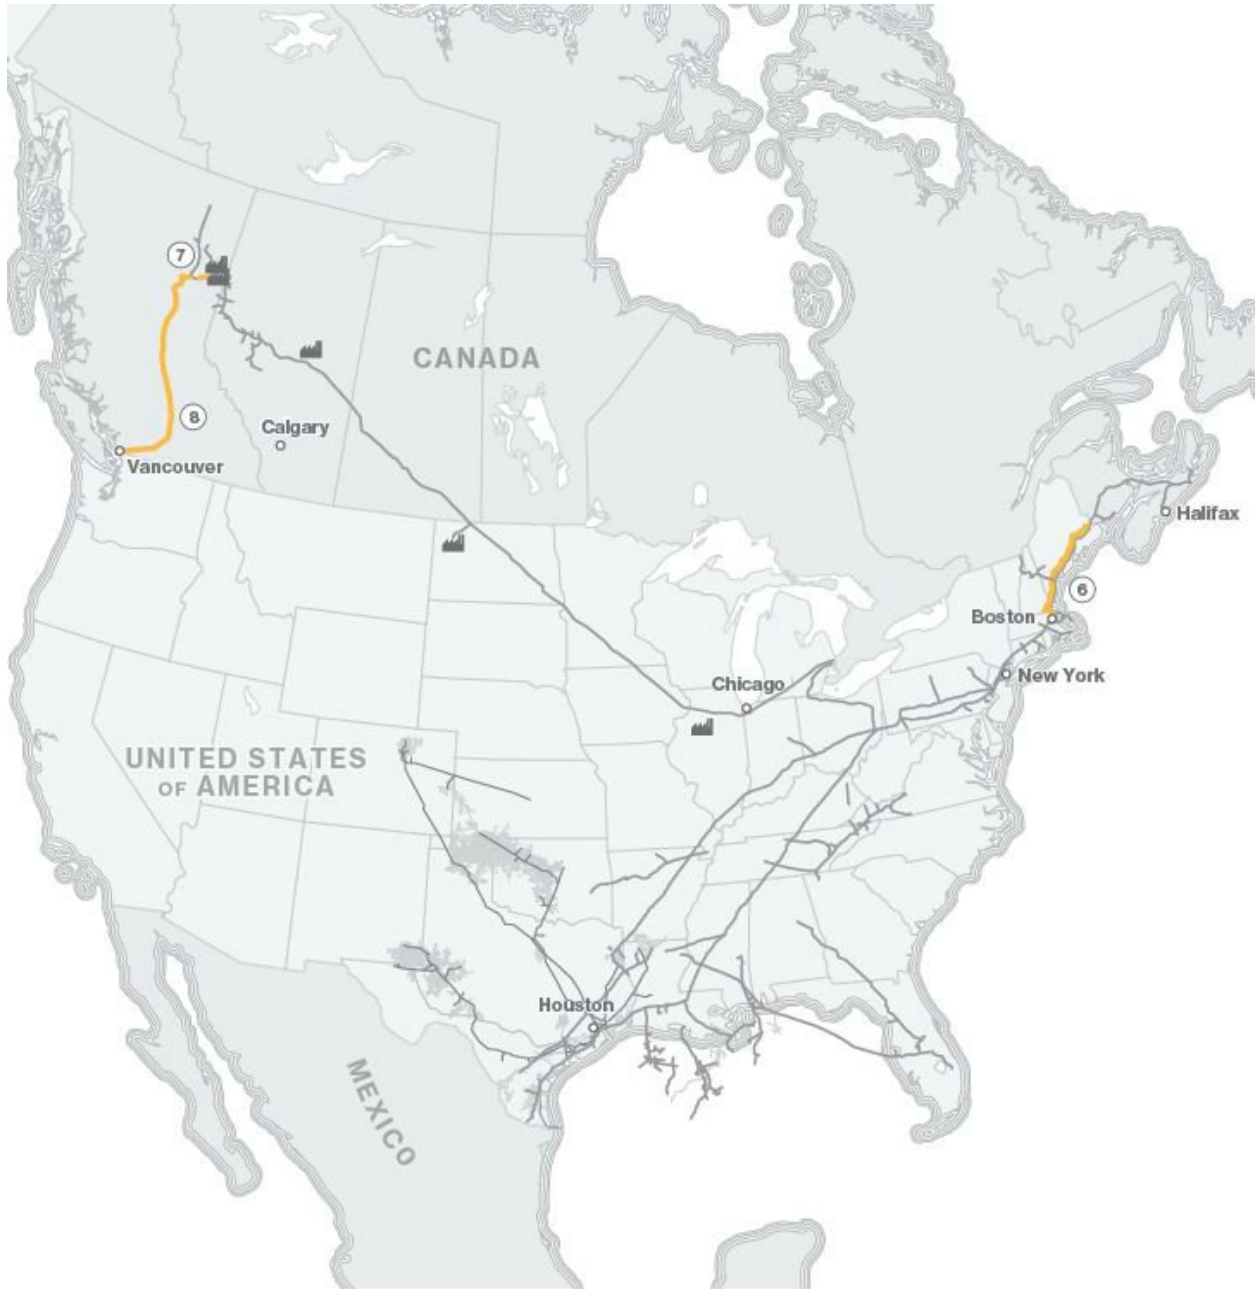 7
CANADA
8
Calgary
Vancouver
Halifax
6
Boston
New York
Chicago
UNITED STATES
OF AMERICA
Houston
MEXICO